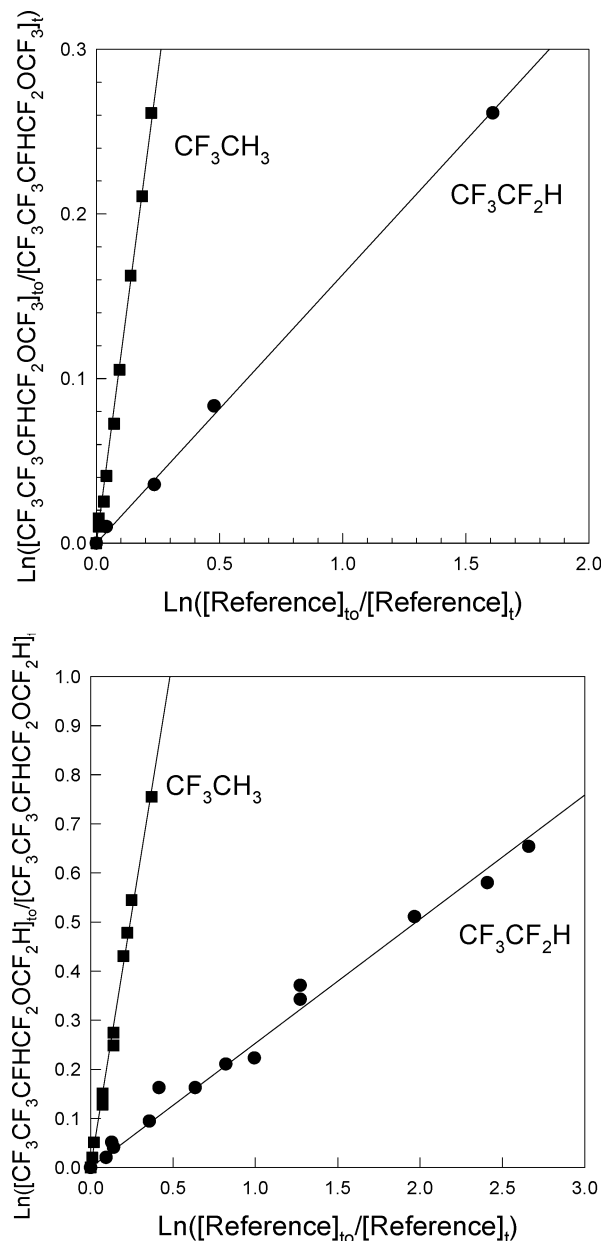 Ln([CF₃CF₃CFHCF₂OCF₃]ₜₒ/[CF₃CF₃CFHCF₂OCF₃]ₜ)
0.3
0.2
0.1
0.0
CF₃CH₃
CF₃CF₂H
0.0 0.5 1.0 1.5 2.0
Ln([Reference]ₜₒ/[Reference]ₜ)
Ln([CF₃CF₃CFHCF₂OCF₂H]ₜₒ/[CF₃CF₃CFHCF₂OCF₂H]ₜ
1.0
0.9
0.8
0.7
0.6
0.5
0.4
0.3
0.2
0.1
0.0
CF₃CH₃
CF₃CF₂H
0.0 0.5 1.0 1.5 2.0 2.5 3.0
Ln([Reference]ₜₒ/[Reference]ₜ)